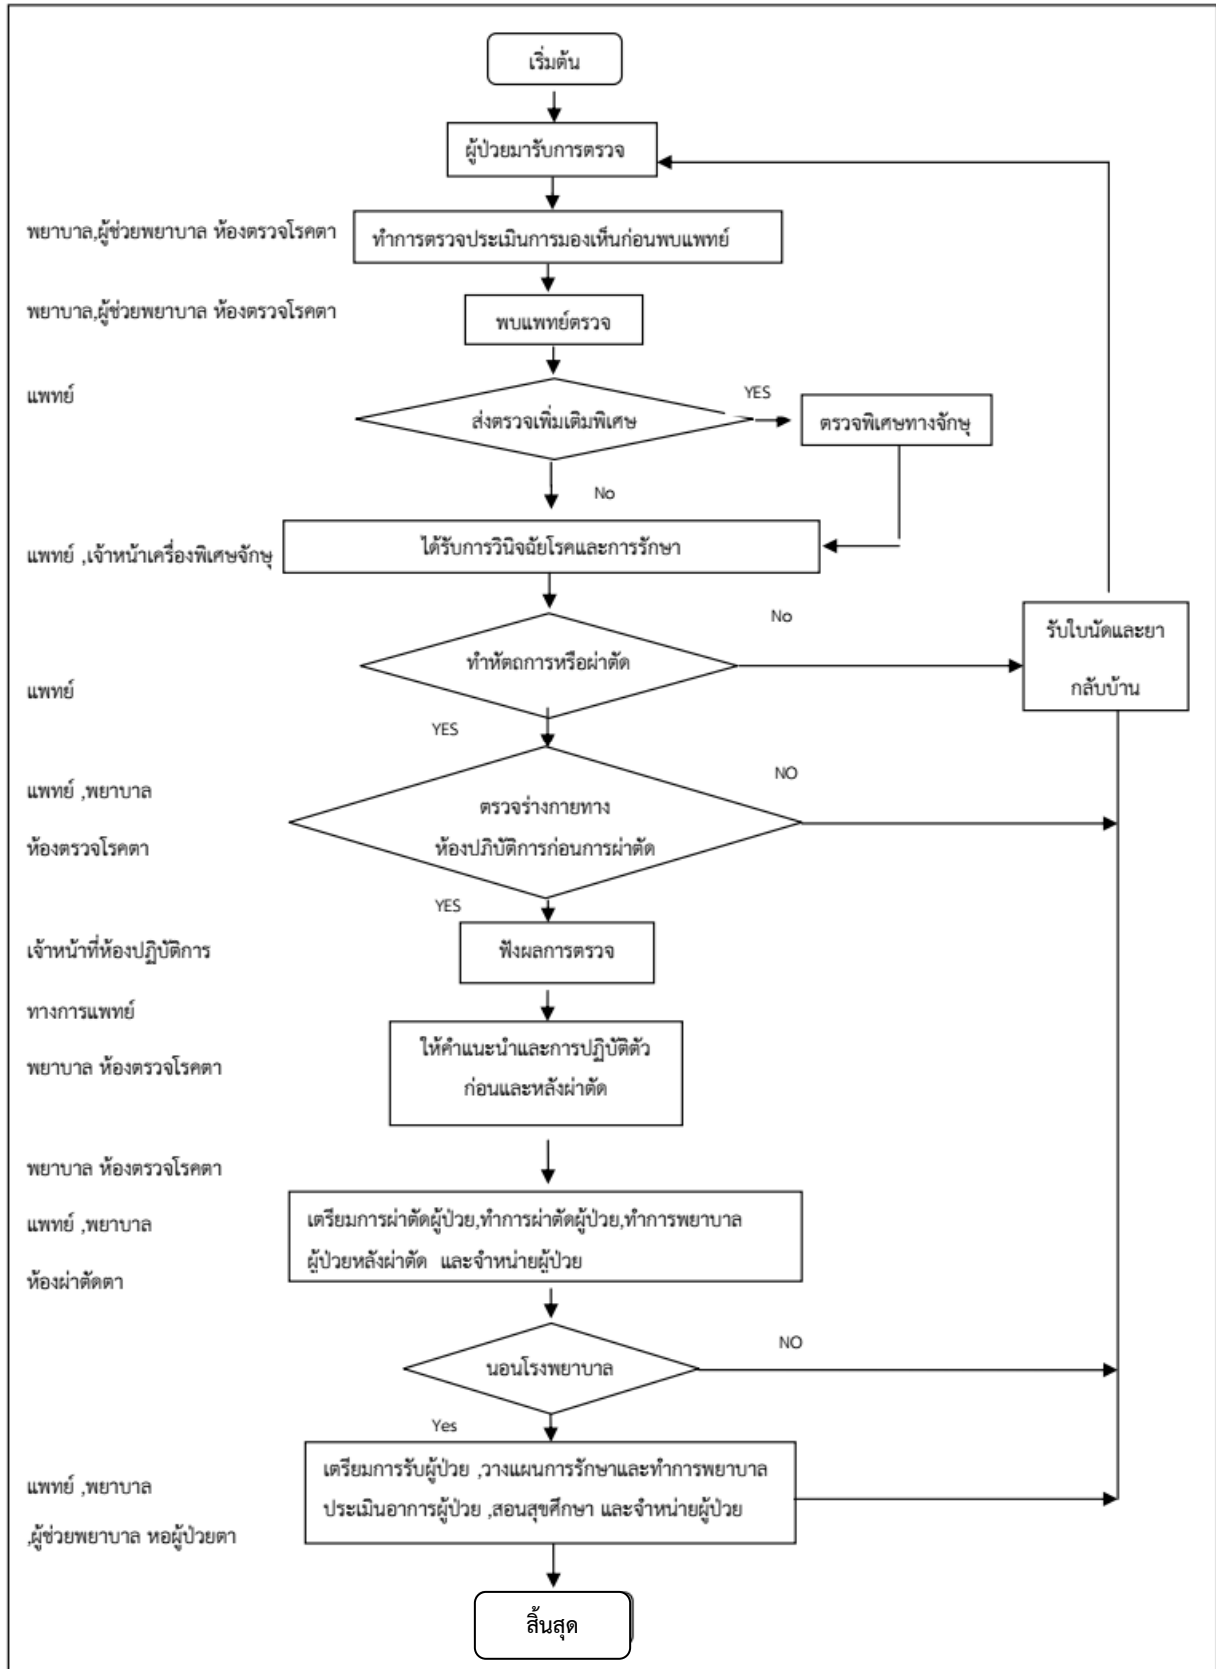 เริ่มต้น
ผู้ป่วยมารับการตรวจ
พยาบาล,ผู้ช่วยพยาบาล ห้องตรวจโรคตา
ทำการตรวจประเมินการมองเห็นก่อนพบแพทย์
พยาบาล,ผู้ช่วยพยาบาล ห้องตรวจโรคตา
พบแพทย์ตรวจ
แพทย์
ส่งตรวจเพิ่มเติมพิเศษ
YES
ตรวจพิเศษทางจักษุ
No
แพทย์ ,เจ้าหน้าเครื่องพิเศษจักษุ
ได้รับการวินิจฉัยโรคและการรักษา
No
รับใบนัดและยา
กลับบ้าน
ทำหัตถการหรือผ่าตัด
แพทย์
YES
แพทย์ ,พยาบาล
ห้องตรวจโรคตา
ตรวจร่างกายทาง
ห้องปภิบัติการก่อนการผ่าตัด
NO
YES
เจ้าหน้าที่ห้องปฏิบัติการ
ทางการแพทย์
ฟังผลการตรวจ
พยาบาล ห้องตรวจโรคตา
ให้คำแนะนำและการปฏิบัติตัว
ก่อนและหลังผ่าตัด
พยาบาล ห้องตรวจโรคตา
แพทย์ ,พยาบาล
ห้องผ่าตัดตา
เตรียมการผ่าตัดผู้ป่วย,ทำการผ่าตัดผู้ป่วย,ทำการพยาบาล
ผู้ป่วยหลังผ่าตัด และจำหน่ายผู้ป่วย
นอนโรงพยาบาล
NO
Yes
แพทย์ ,พยาบาล
,ผู้ช่วยพยาบาล หอผู้ป่วยตา
เตรียมการรับผู้ป่วย ,วางแผนการรักษาและทำการพยาบาล
ประเมินอาการผู้ป่วย ,สอนสุขศึกษา และจำหน่ายผู้ป่วย
สิ้นสุด